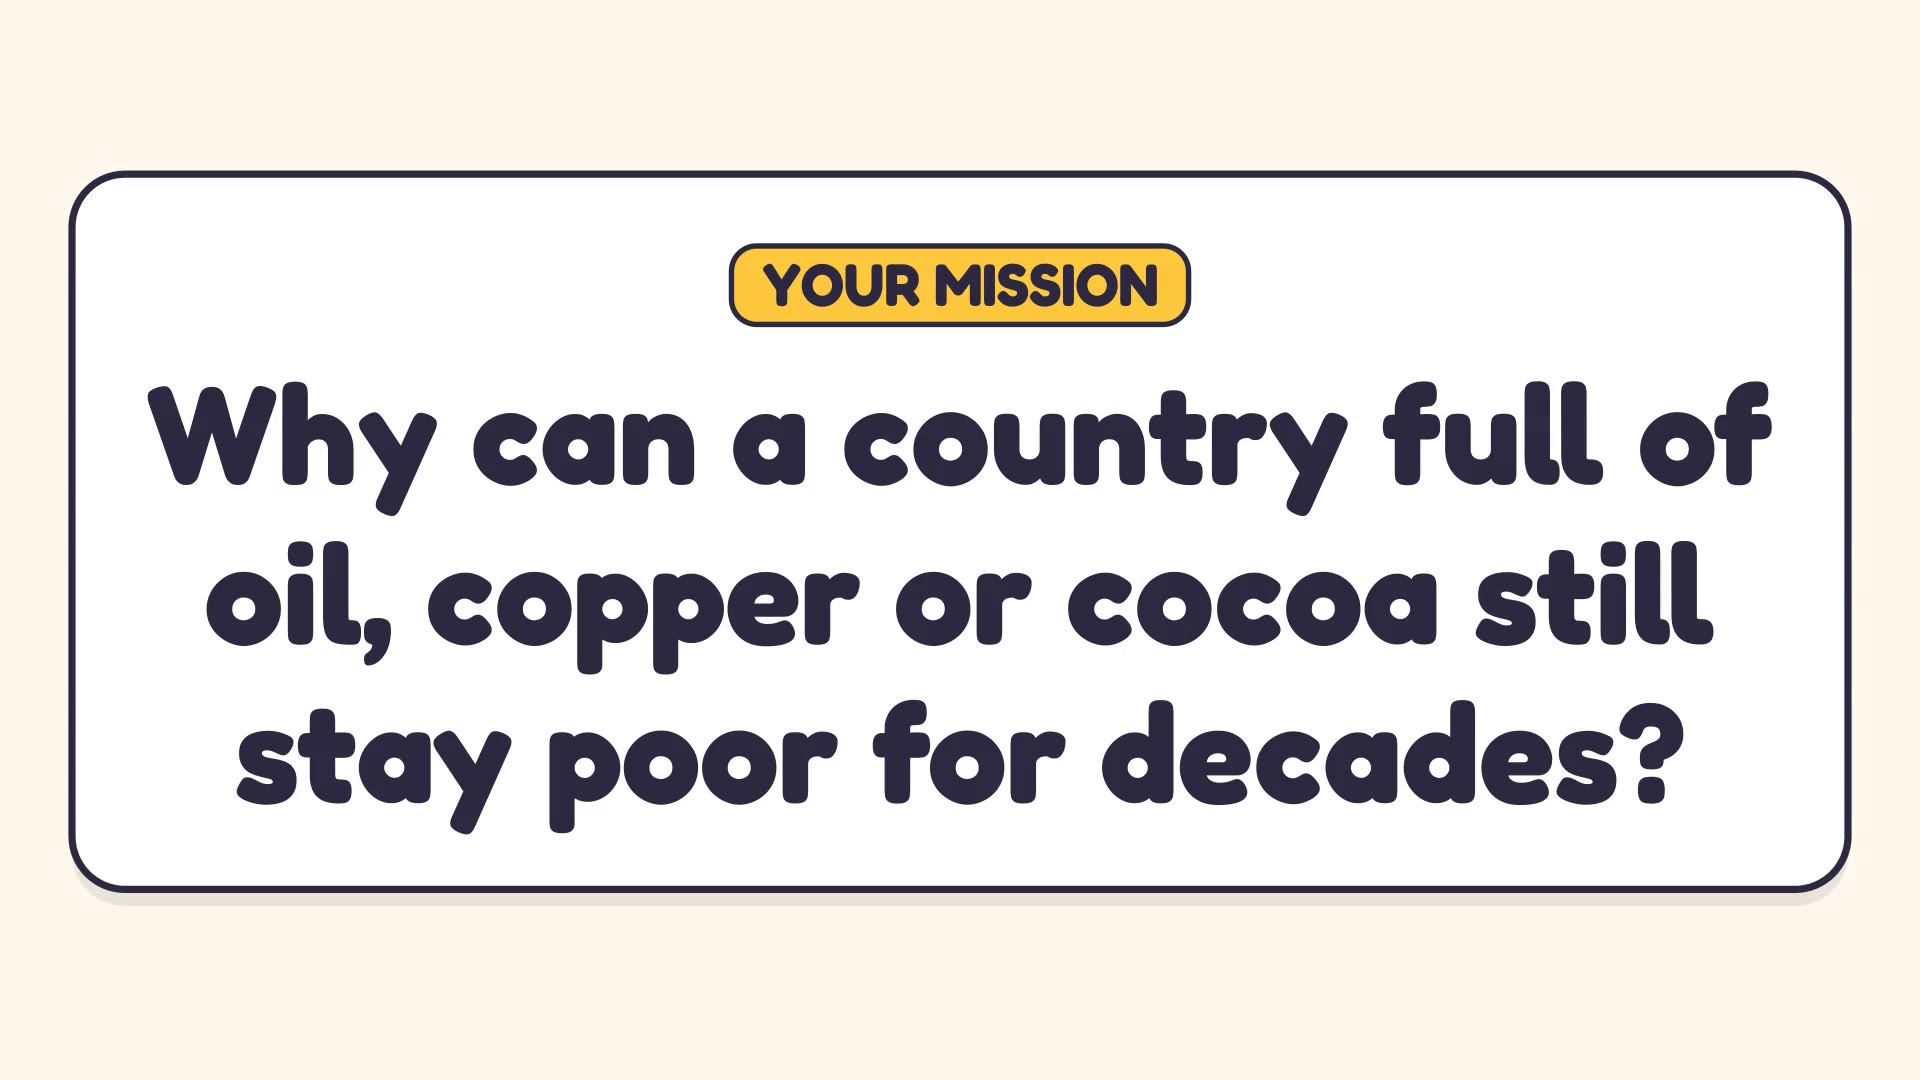 YOUR MISSION
Why can a country full of
oil, copper or cocoa still
stay poor for decades?